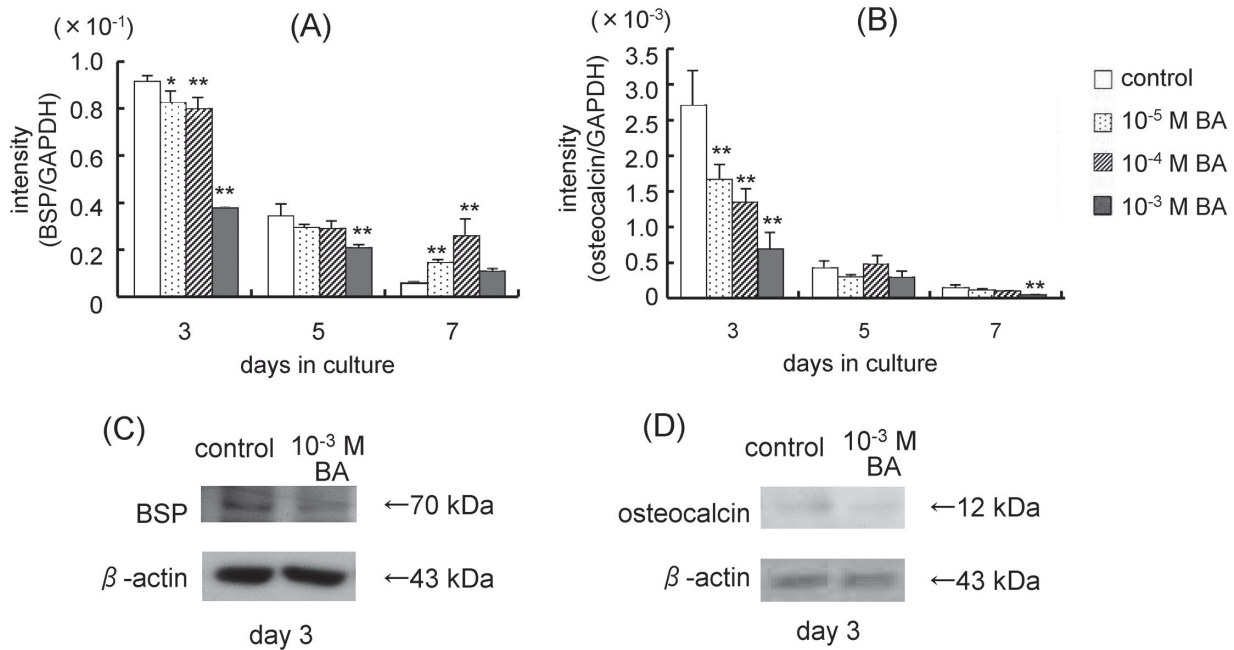 (×10⁻¹)
(A)
intensity
(BSP/GAPDH)
1.0
0.8
0.6
0.4
0.2
0
* **
**
**
** **
3 5 7
days in culture
(×10⁻³)
(B)
intensity
(osteocalcin/GAPDH)
3.5
3.0
2.5
2.0
1.5
1.0
0.5
0
**
**
**
**
3 5 7
days in culture
control
10⁻⁵ M BA
10⁻⁴ M BA
10⁻³ M BA
(C)
control 10⁻³ M
BA
BSP ←70 kDa
β-actin ←43 kDa
day 3
(D)
control 10⁻³ M
BA
osteocalcin ←12 kDa
β-actin ←43 kDa
day 3